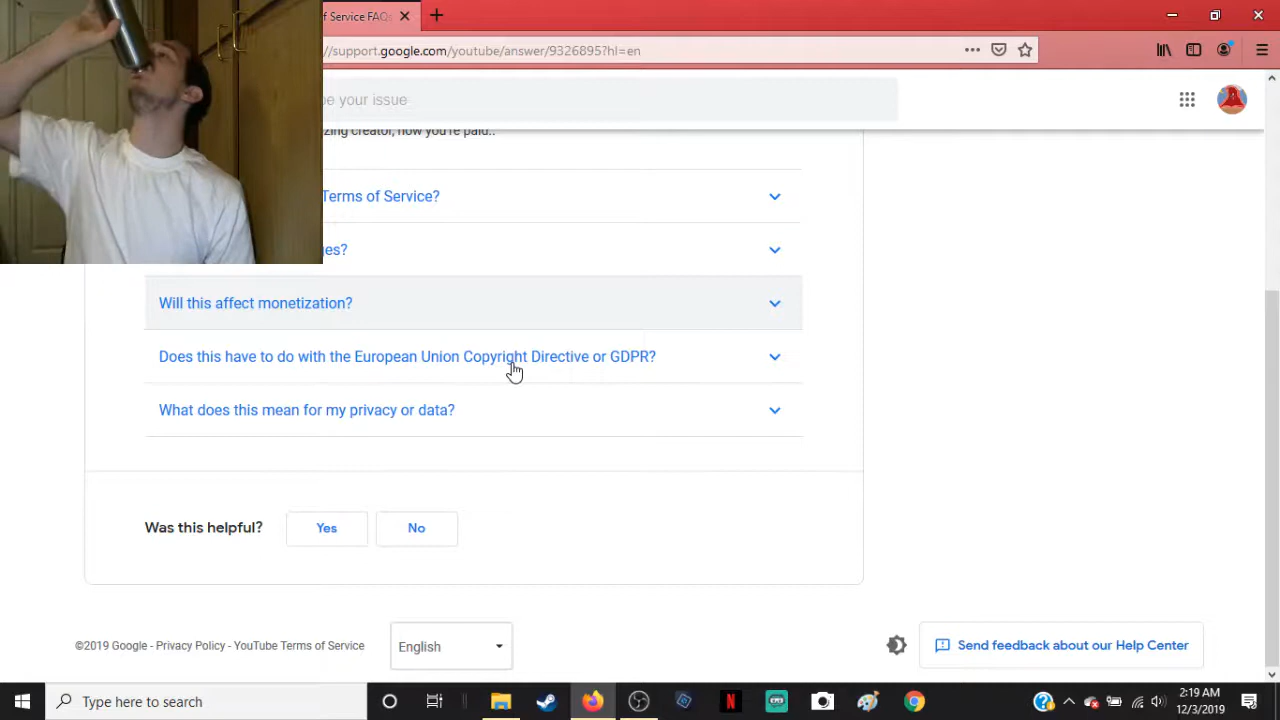 of Service FAQs
//support.google.com/youtube/answer/9326895?hl=en
be your issue
zing creator, how you're paid..
Terms of Service?
ges?
Will this affect monetization?
Does this have to do with the European Union Copyright Directive or GDPR?
What does this mean for my privacy or data?
Was this helpful? Yes No
©2019 Google - Privacy Policy - YouTube Terms of Service English Send feedback about our Help Center
Type here to search 2:19 AM
12/3/2019